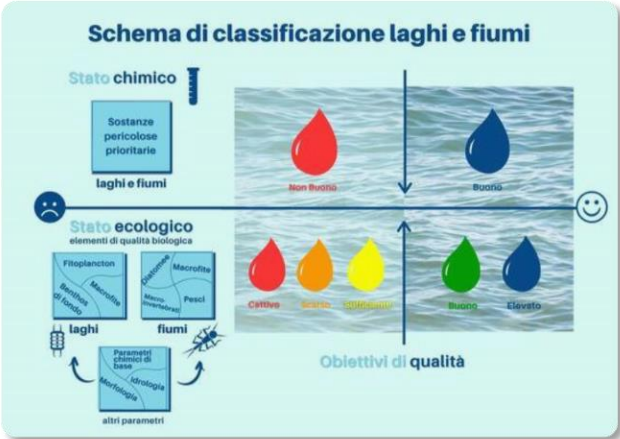 Schema di classificazione laghi e fiumi
Stato chimico
Sostanze
pericolose
prioritarie
laghi e fiumi
Non Buono
Buono
Stato ecologico
elementi di qualità biologica
Fitoplancton
Macrofite
Benthos
di fondo
laghi
Diatomee
Macrofite
Macro
invertebrati
Pesci
fiumi
Cattivo
Scarso
Sufficiente
Buono
Elevato
Parametri
chimici di
base
Idrologia
Morfologia
altri parametri
Obiettivi di qualità